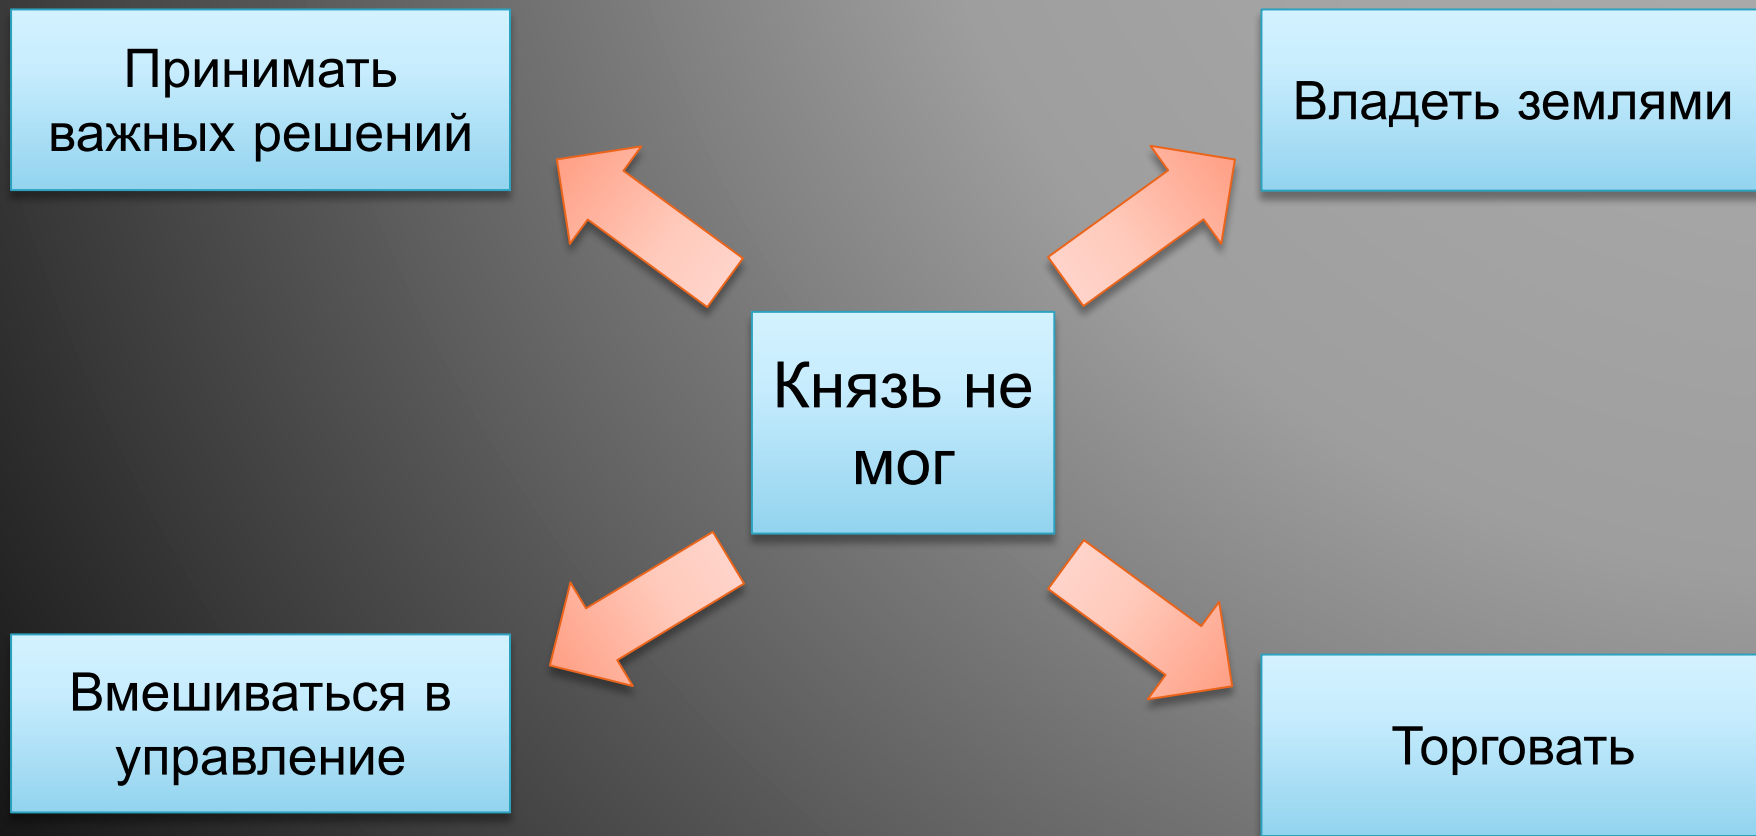 Принимать
важных решений
Владеть землями
Князь не
мог
Вмешиваться в
управление
Торговать